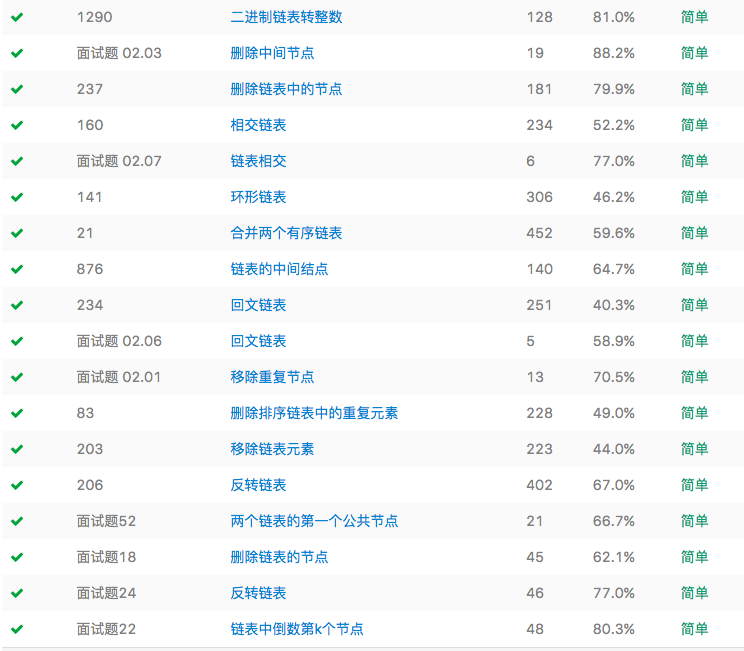 1290 二进制链表转整数 128 81.0% 简单
面试题 02.03 删除中间节点 19 88.2% 简单
237 删除链表中的节点 181 79.9% 简单
160 相交链表 234 52.2% 简单
面试题 02.07 链表相交 6 77.0% 简单
141 环形链表 306 46.2% 简单
21 合并两个有序链表 452 59.6% 简单
876 链表的中间结点 140 64.7% 简单
234 回文链表 251 40.3% 简单
面试题 02.06 回文链表 5 58.9% 简单
面试题 02.01 移除重复节点 13 70.5% 简单
83 删除排序链表中的重复元素 228 49.0% 简单
203 移除链表元素 223 44.0% 简单
206 反转链表 402 67.0% 简单
面试题52 两个链表的第一个公共节点 21 66.7% 简单
面试题18 删除链表的节点 45 62.1% 简单
面试题24 反转链表 46 77.0% 简单
面试题22 链表中倒数第k个节点 48 80.3% 简单